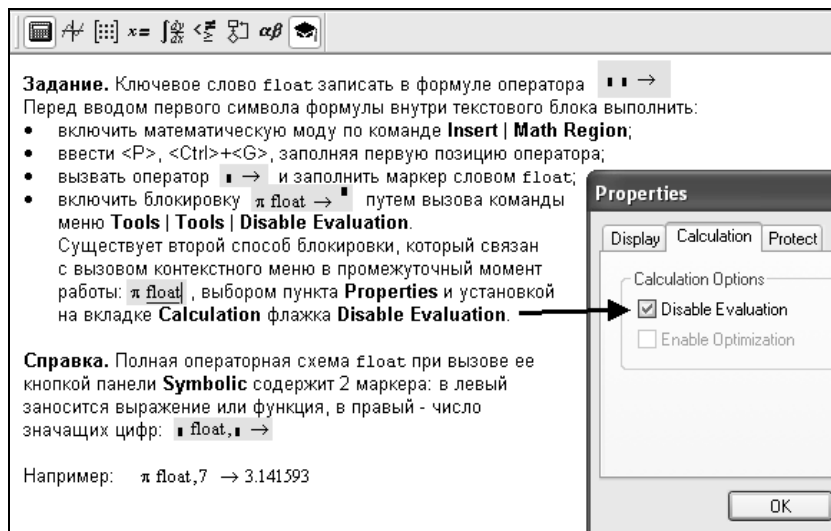 x= ∫ dy/dx αβ
Задание. Ключевое слово float записать в формуле оператора ▪ ▪ →
Перед вводом первого символа формулы внутри текстового блока выполнить:
• включить математическую моду по команде Insert | Math Region;
• ввести <P>, <Ctrl>+<G>, заполняя первую позицию оператора;
• вызвать оператор ▪ → и заполнить маркер словом float;
• включить блокировку π float → ▪ путем вызова команды
меню Tools | Tools | Disable Evaluation.
Существует второй способ блокировки, который связан
с вызовом контекстного меню в промежуточный момент
работы: π float , выбором пункта Properties и установкой
на вкладке Calculation флажка Disable Evaluation.
Properties
Display Calculation Protect
Calculation Options
Disable Evaluation
Enable Optimization
OK
Справка. Полная операторная схема float при вызове ее
кнопкой панели Symbolic содержит 2 маркера: в левый
заносится выражение или функция, в правый - число
значащих цифр: ▪ float,▪ →
Например: π float,7 → 3.141593